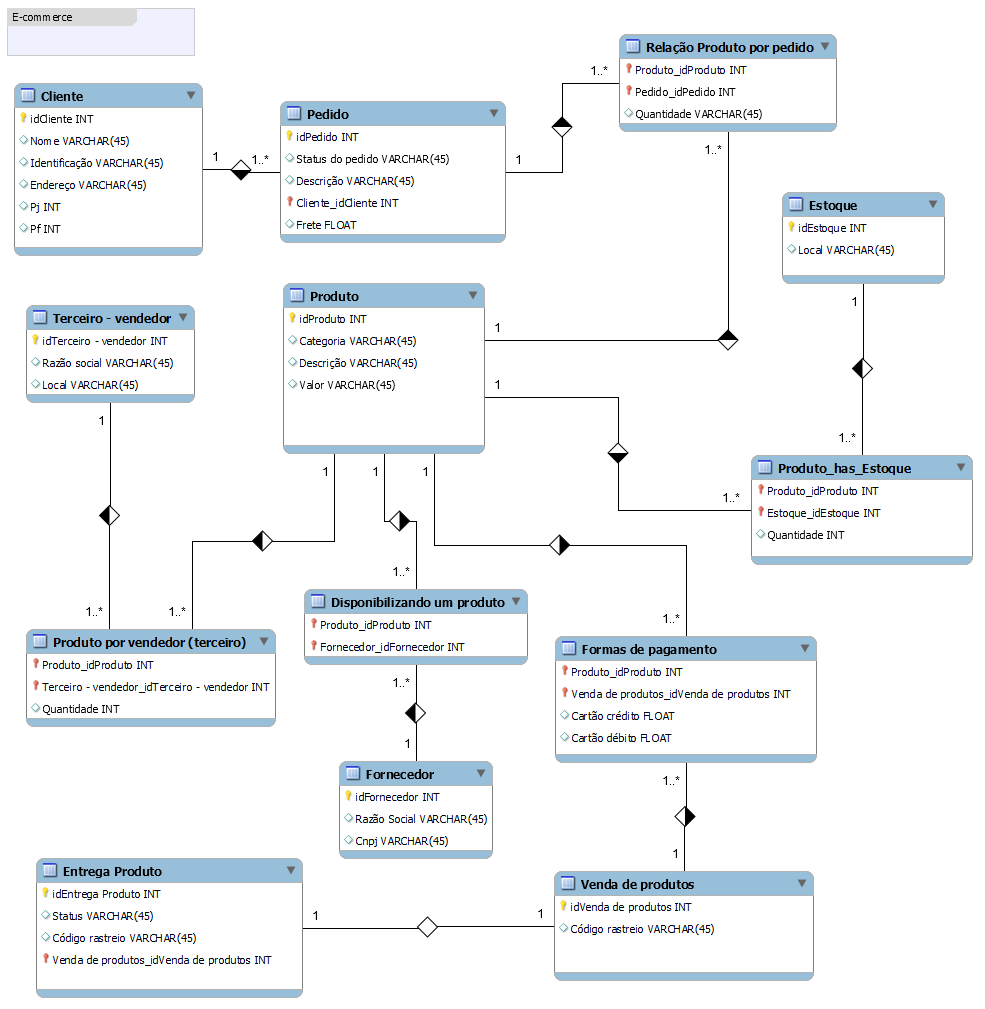 E-commerce
Cliente
idCliente INT
Nome VARCHAR(45)
Identificação VARCHAR(45)
Endereço VARCHAR(45)
Pj INT
Pf INT
1
1..*
Pedido
idPedido INT
Status do pedido VARCHAR(45)
Descrição VARCHAR(45)
Cliente_idCliente INT
Frete FLOAT
1
1..*
Relação Produto por pedido
Produto_idProduto INT
Pedido_idPedido INT
Quantidade VARCHAR(45)
1..*
Estoque
idEstoque INT
Local VARCHAR(45)
1
1..*
Terceiro - vendedor
idTerceiro - vendedor INT
Razão social VARCHAR(45)
Local VARCHAR(45)
1
1..*
Produto
idProduto INT
Categoria VARCHAR(45)
Descrição VARCHAR(45)
Valor VARCHAR(45)
1
1
1
1
1
1..*
Produto_has_Estoque
Produto_idProduto INT
Estoque_idEstoque INT
Quantidade INT
1..*
Produto por vendedor (terceiro)
Produto_idProduto INT
Terceiro - vendedor_idTerceiro - vendedor INT
Quantidade INT
1..*
Disponibilizando um produto
Produto_idProduto INT
Fornecedor_idFornecedor INT
1..*
1
1..*
Formas de pagamento
Produto_idProduto INT
Venda de produtos_idVenda de produtos INT
Cartão crédito FLOAT
Cartão débito FLOAT
1..*
1
Fornecedor
idFornecedor INT
Razão Social VARCHAR(45)
Cnpj VARCHAR(45)
Entrega Produto
idEntrega Produto INT
Status VARCHAR(45)
Código rastreio VARCHAR(45)
Venda de produtos_idVenda de produtos INT
1
1
Venda de produtos
idVenda de produtos INT
Código rastreio VARCHAR(45)